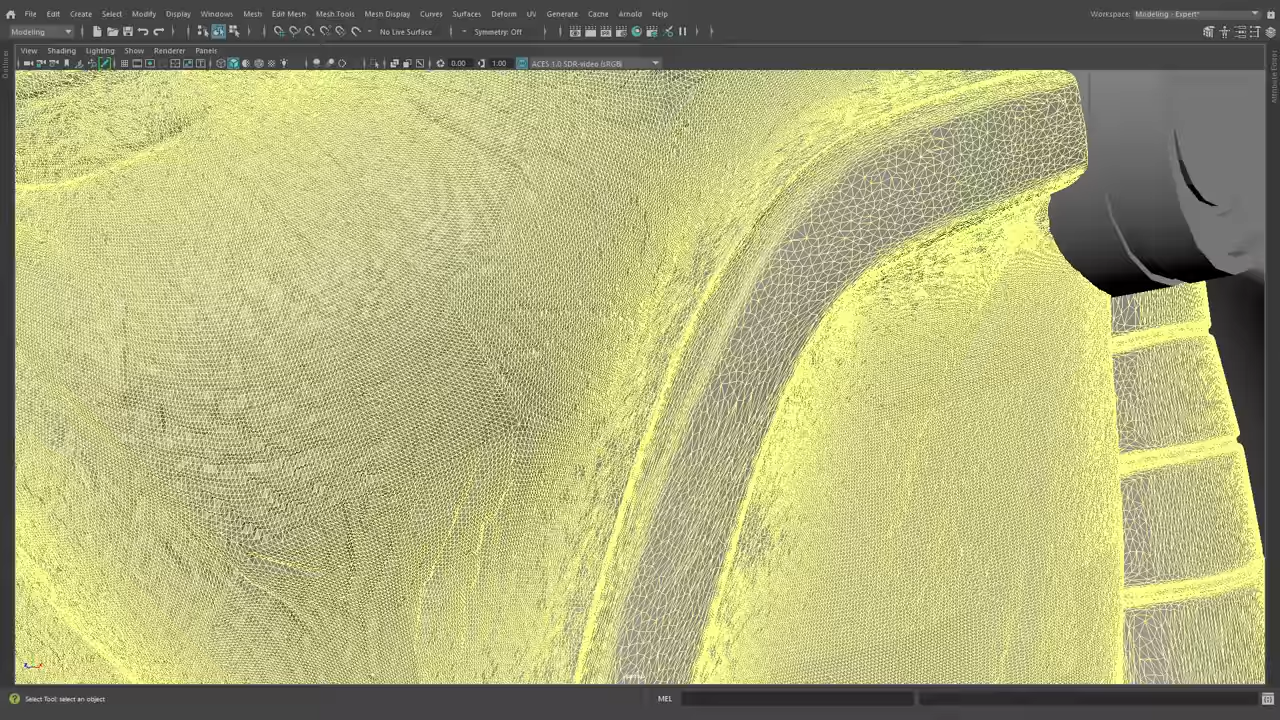 File Edit Create Select Modify Display Windows Mesh Edit Mesh Mesh Tools Mesh Display Curves Surfaces Deform UV Generate Cache Arnold Help Workspace: Modeling - Expert*
Modeling No Live Surface Symmetry: Off
View Shading Lighting Show Renderer Panels
0.00 1.00 ACES 1.0 SDR-video (sRGB)
Select Tool: select an object MEL